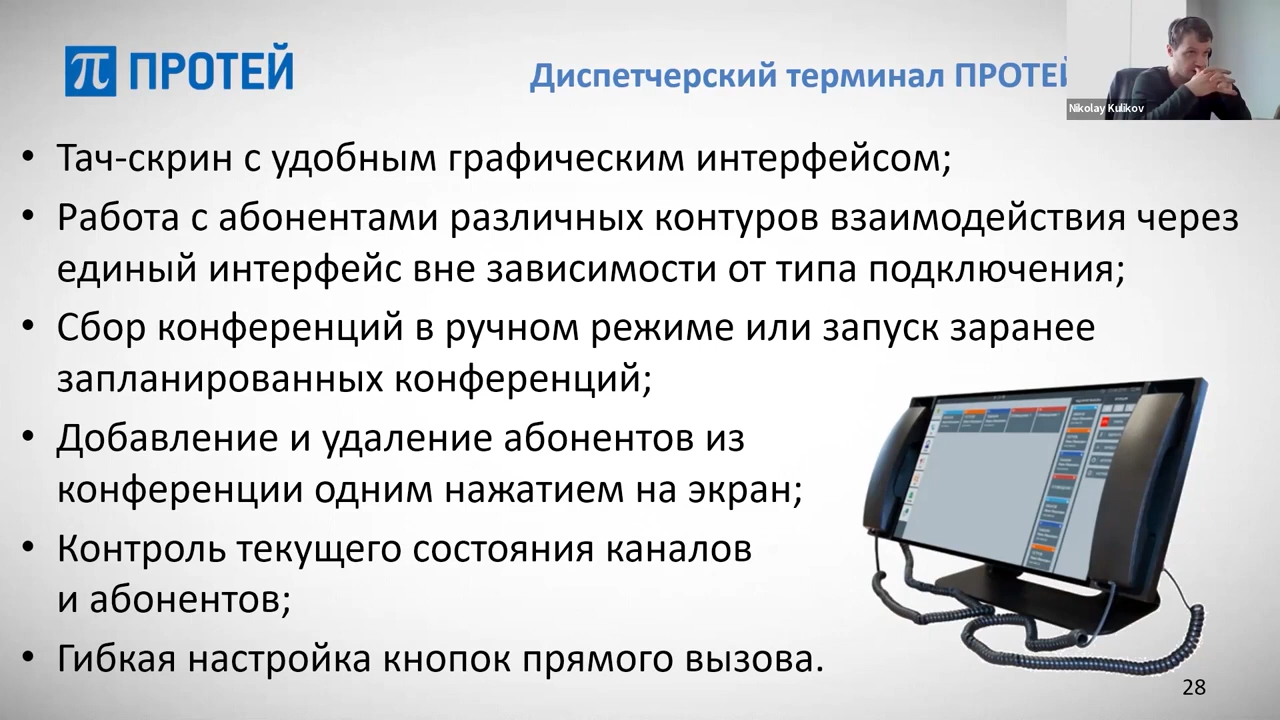 ПРОТЕЙ
Диспетчерский терминал ПРОТЕЙ
Nikolay Kulikov
• Тач-скрин с удобным графическим интерфейсом;
• Работа с абонентами различных контуров взаимодействия через
единый интерфейс вне зависимости от типа подключения;
• Сбор конференций в ручном режиме или запуск заранее
запланированных конференций;
• Добавление и удаление абонентов из
конференции одним нажатием на экран;
• Контроль текущего состояния каналов
и абонентов;
• Гибкая настройка кнопок прямого вызова.
28